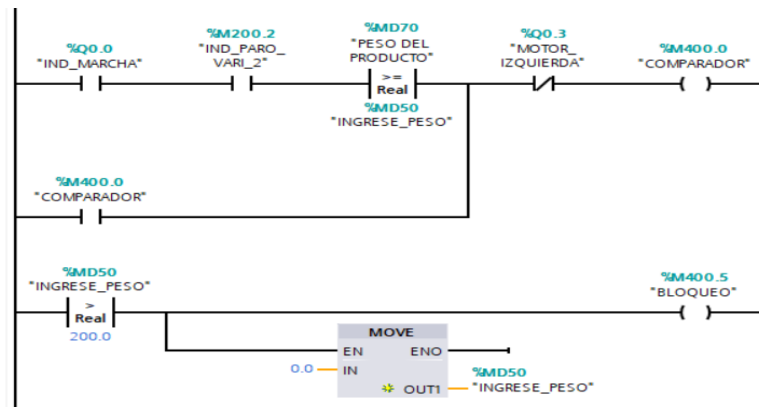 %Q0.0
"IND_MARCHA"
%M200.2
"IND_PARO_
VARI_2"
%MD70
"PESO DEL
PRODUCTO"
>=
Real
%MD50
"INGRESE_PESO"
%Q0.3
"MOTOR_
IZQUIERDA"
%M400.0
"COMPARADOR"
%M400.0
"COMPARADOR"
%MD50
"INGRESE_PESO"
>
Real
200.0
%M400.5
"BLOQUEO"
MOVE
EN ENO
0.0 IN
OUT1
%MD50
"INGRESE_PESO"